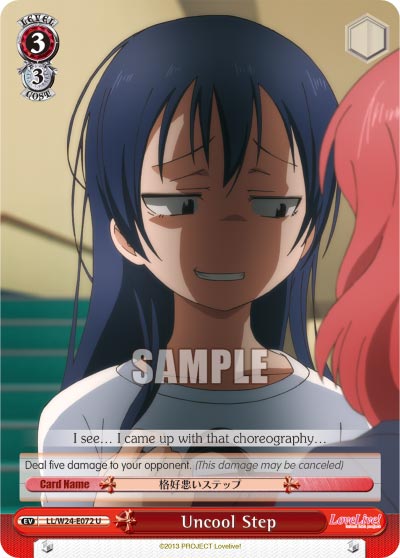 LEVEL
3
3
COST
SAMPLE
I see… I came up with that choreography…
Deal five damage to your opponent. (This damage may be canceled)
Card Name 格好悪いステップ
EV LL/W24-E072 U Uncool Step LoveLive!
©2013 PROJECT Lovelive!